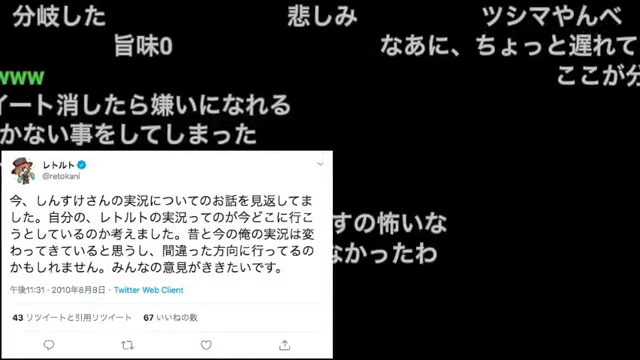 分岐した
悲しみ
ツシマやんべ
旨味0
なあに、ちょっと遅れて
www
ここが分
イート消したら嫌いになれる
かない事をしてしまった
すの怖いな
なかったわ
レトルト
@retokani
今、しんすけさんの実況についてのお話を見返してま
した。自分の、レトルトの実況ってのが今どこに行こ
うとしているのか考えました。昔と今の俺の実況は変
わってきていると思うし、間違った方向に行ってるの
かもしれません。みんなの意見がききたいです。
午後11:31 · 2010年8月8日 · Twitter Web Client
43 リツイートと引用リツイート 67 いいねの数